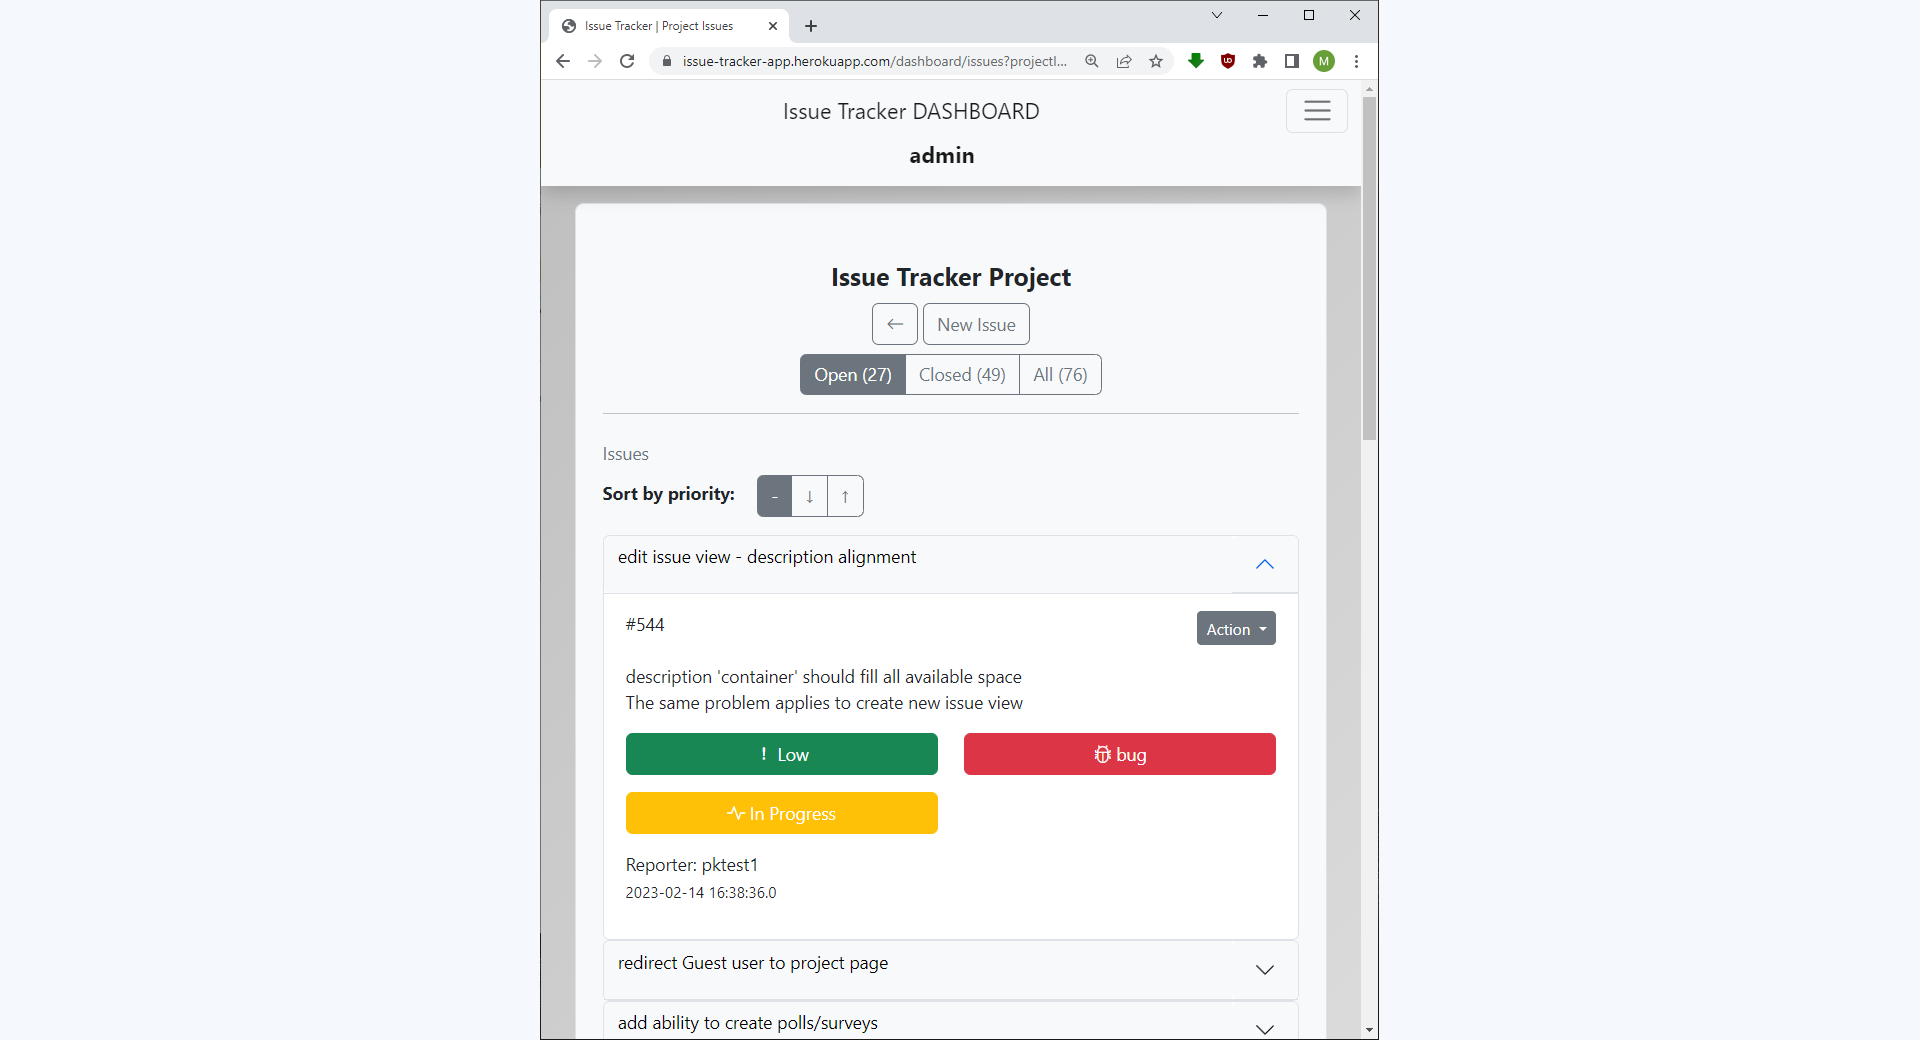 Issue Tracker | Project Issues
issue-tracker-app.herokuapp.com/dashboard/issues?projectI...
M
Issue Tracker DASHBOARD
admin
Issue Tracker Project
← New Issue
Open (27) Closed (49) All (76)
Issues
Sort by priority: - ↓ ↑
edit issue view - description alignment
#544 Action
description 'container' should fill all available space
The same problem applies to create new issue view
! Low bug
In Progress
Reporter: pktest1
2023-02-14 16:38:36.0
redirect Guest user to project page
add ability to create polls/surveys